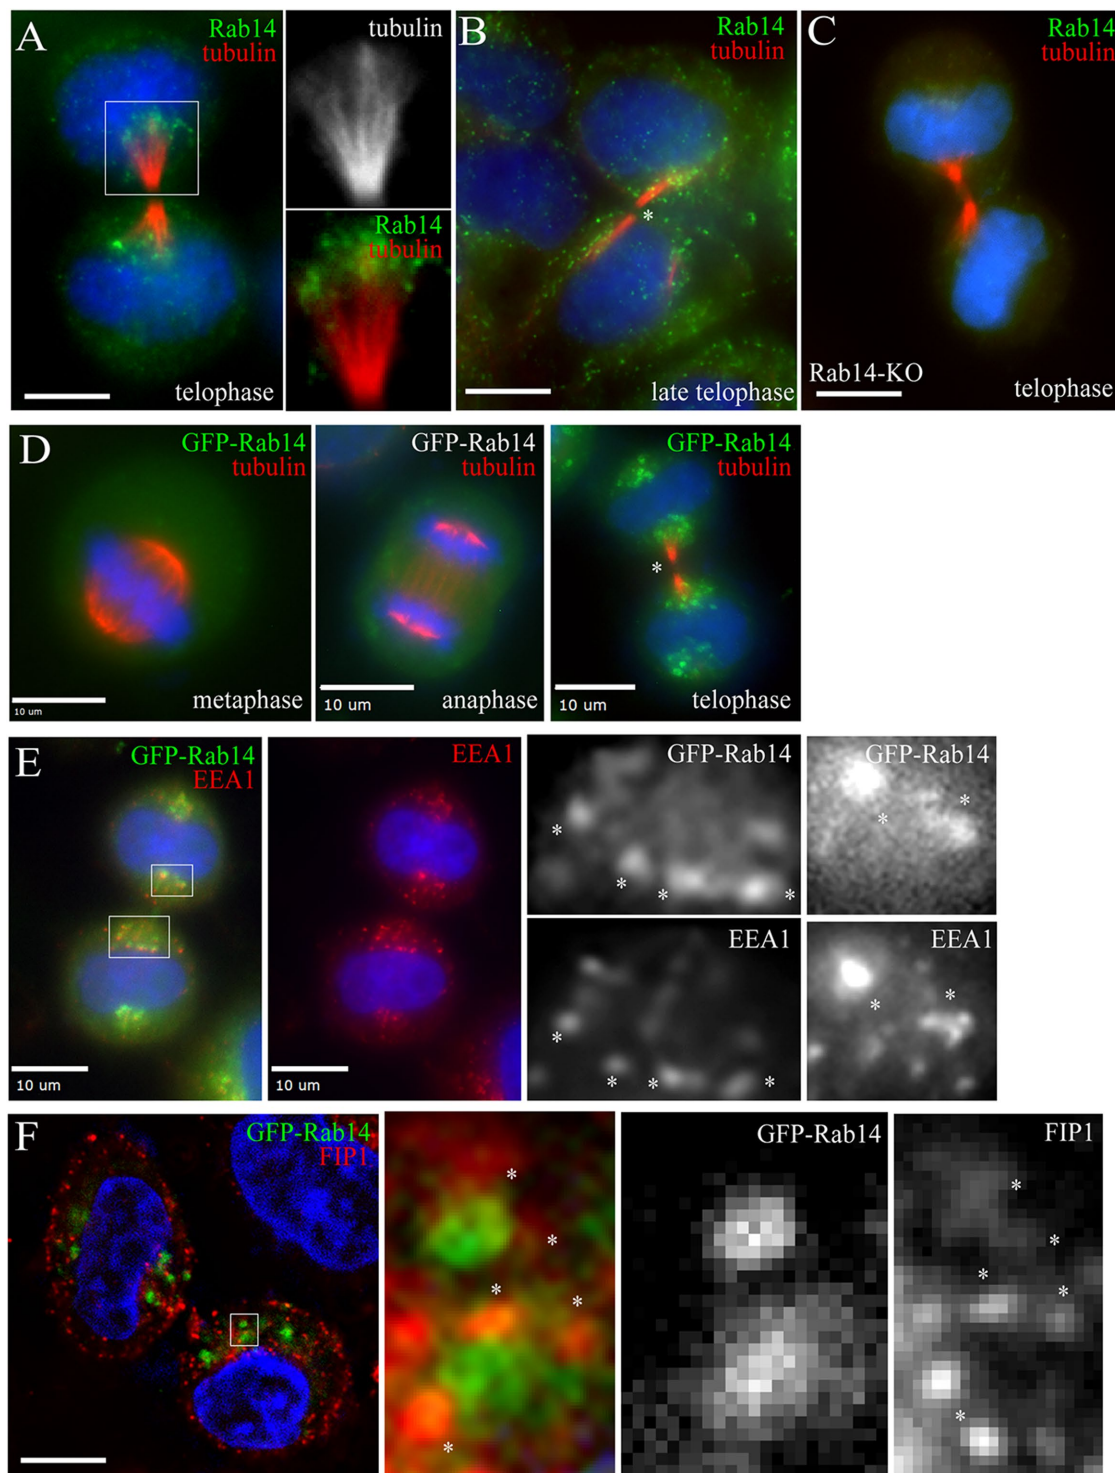 A
Rab14
tubulin
telophase
tubulin
Rab14
tubulin
B
Rab14
tubulin
*
late telophase
C
Rab14
tubulin
Rab14-KO
telophase
D
GFP-Rab14
tubulin
10 um
metaphase
GFP-Rab14
tubulin
10 um
anaphase
GFP-Rab14
tubulin
*
10 um
telophase
E
GFP-Rab14
EEA1
10 um
EEA1
10 um
GFP-Rab14
*
* * *
GFP-Rab14
*
*
EEA1
*
* * *
EEA1
*
*
F
GFP-Rab14
FIP1
*
*
*
*
*
GFP-Rab14
FIP1
*
*
*
*
*